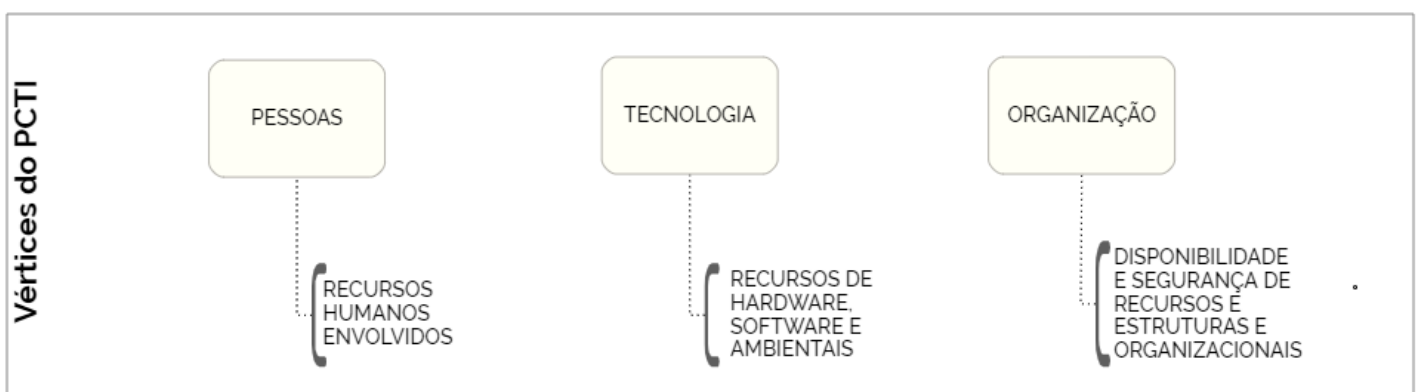 Vértices do PCTI
PESSOAS
TECNOLOGIA
ORGANIZAÇÃO
RECURSOS
HUMANOS
ENVOLVIDOS
RECURSOS DE
HARDWARE,
SOFTWARE E
AMBIENTAIS
DISPONIBILIDADE
E SEGURANÇA DE
RECURSOS E
ESTRUTURAS E
ORGANIZACIONAIS